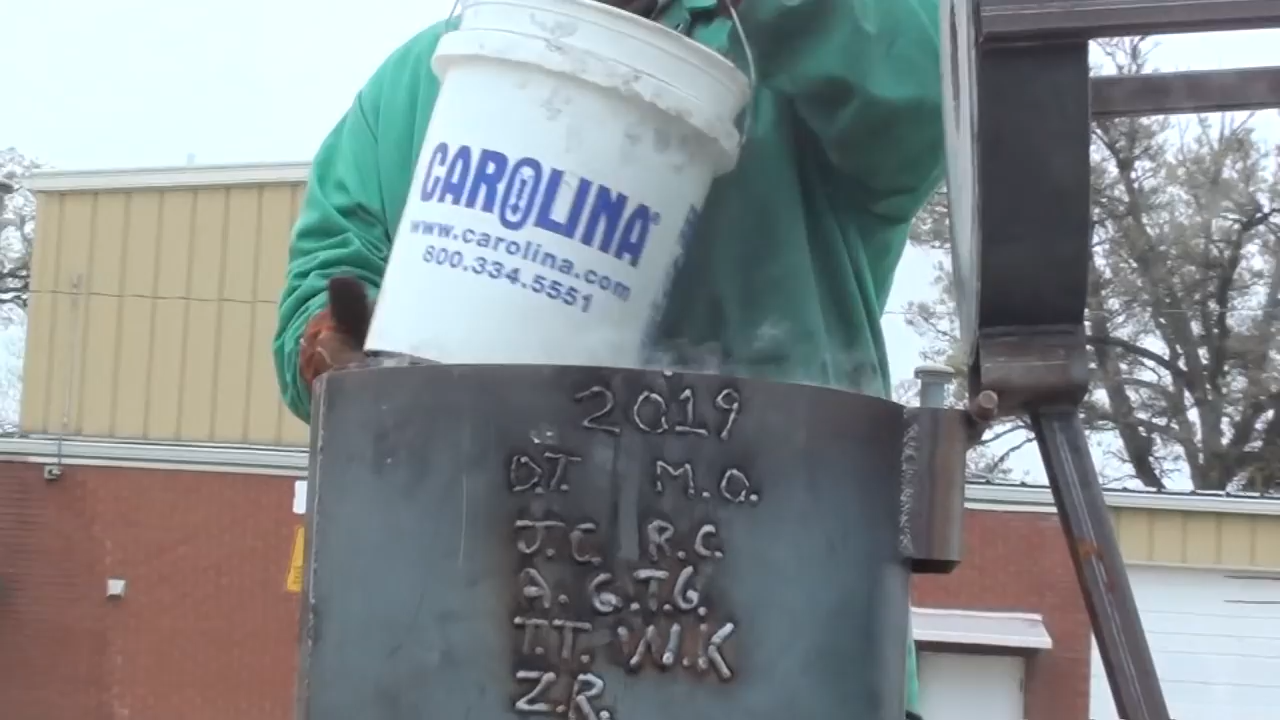 CAROLINA®
www.carolina.com
800.334.5551
2019
D.T. M.O.
J.C. R.C.
A.G. T.G.
T.T. W.K
Z.R.